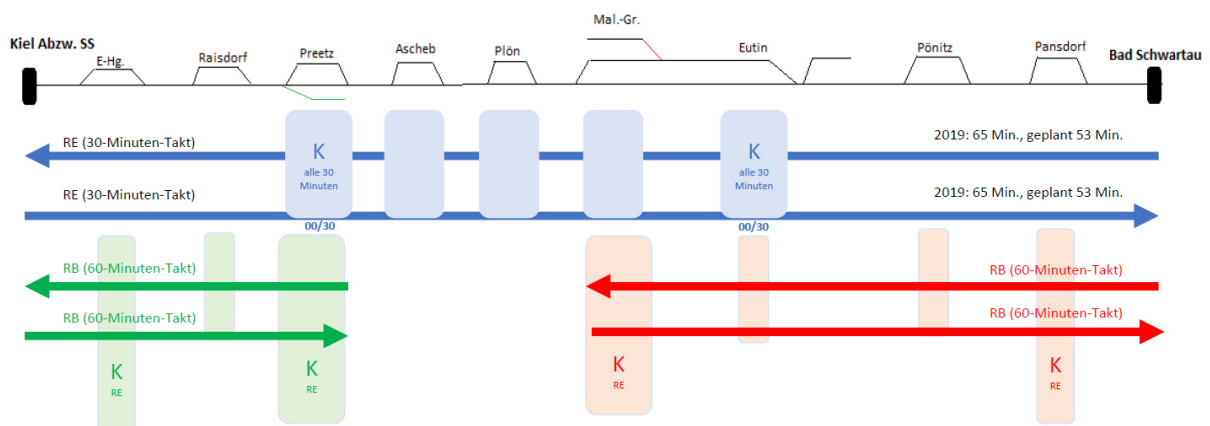 Mal.-Gr.
Kiel Abzw. SS
E-Hg.
Raisdorf
Preetz
Ascheb
Plön
Eutin
Pönitz
Pansdorf
Bad Schwartau
RE (30-Minuten-Takt)
K
alle 30
Minuten
K
alle 30
Minuten
2019: 65 Min., geplant 53 Min.
RE (30-Minuten-Takt)
2019: 65 Min., geplant 53 Min.
00/30
00/30
RB (60-Minuten-Takt)
RB (60-Minuten-Takt)
RB (60-Minuten-Takt)
RB (60-Minuten-Takt)
K
RE
K
RE
K
RE
K
RE